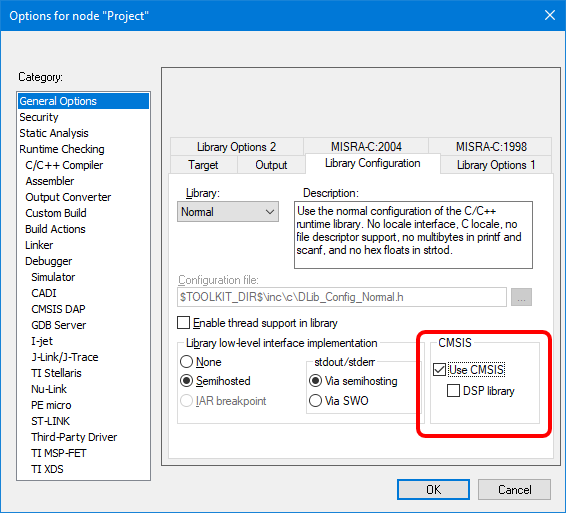 Options for node "Project"
Category:
General Options
Security
Static Analysis
Runtime Checking
C/C++ Compiler
Assembler
Output Converter
Custom Build
Build Actions
Linker
Debugger
Simulator
CADI
CMSIS DAP
GDB Server
I-jet
J-Link/J-Trace
TI Stellaris
Nu-Link
PE micro
ST-LINK
Third-Party Driver
TI MSP-FET
TI XDS
Library Options 2 MISRA-C:2004 MISRA-C:1998
Target Output Library Configuration Library Options 1
Library:
Normal
Description:
Use the normal configuration of the C/C++
runtime library. No locale interface, C locale, no
file descriptor support, no multibytes in printf and
scanf, and no hex floats in strtod.
Configuration file:
$TOOLKIT_DIR$\inc\c\DLib_Config_Normal.h
...
Enable thread support in library
Library low-level interface implementation
None
Semihosted
IAR breakpoint
stdout/stderr
Via semihosting
Via SWO
CMSIS
Use CMSIS
DSP library
OK Cancel